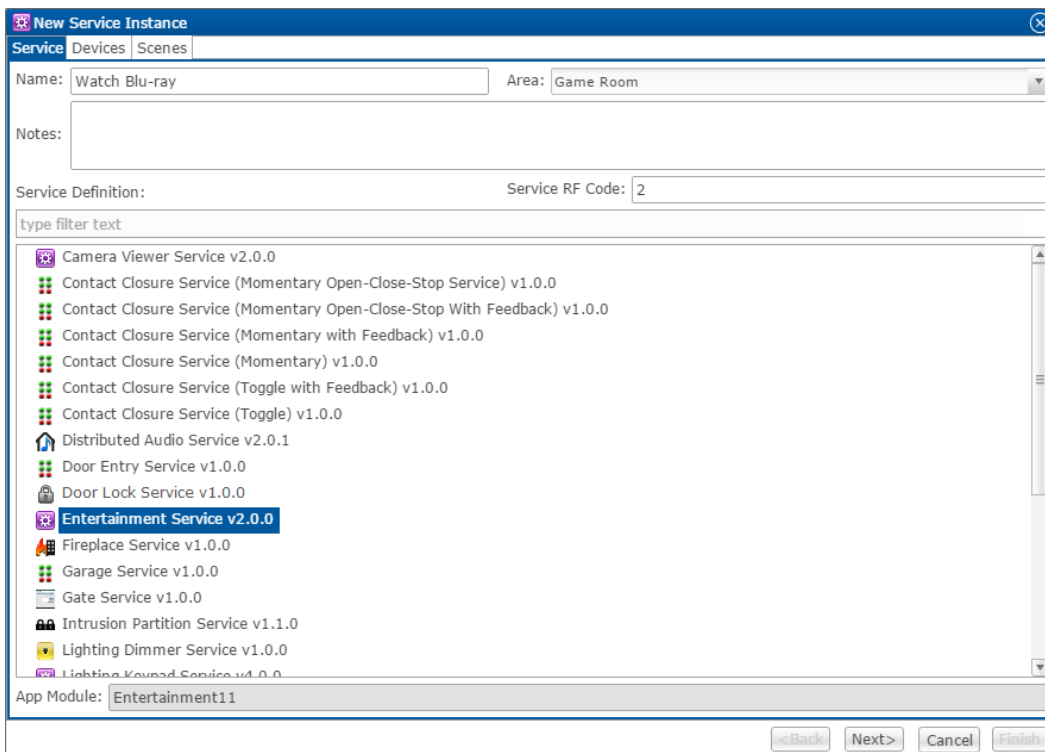 New Service Instance
Service Devices Scenes
Name: Watch Blu-ray Area: Game Room
Notes:
Service Definition: Service RF Code: 2
type filter text
Camera Viewer Service v2.0.0
Contact Closure Service (Momentary Open-Close-Stop Service) v1.0.0
Contact Closure Service (Momentary Open-Close-Stop With Feedback) v1.0.0
Contact Closure Service (Momentary with Feedback) v1.0.0
Contact Closure Service (Momentary) v1.0.0
Contact Closure Service (Toggle with Feedback) v1.0.0
Contact Closure Service (Toggle) v1.0.0
Distributed Audio Service v2.0.1
Door Entry Service v1.0.0
Door Lock Service v1.0.0
Entertainment Service v2.0.0
Fireplace Service v1.0.0
Garage Service v1.0.0
Gate Service v1.0.0
Intrusion Partition Service v1.1.0
Lighting Dimmer Service v1.0.0
Lighting Keypad Service v4.0.0
App Module: Entertainment11
<Back Next> Cancel Finish